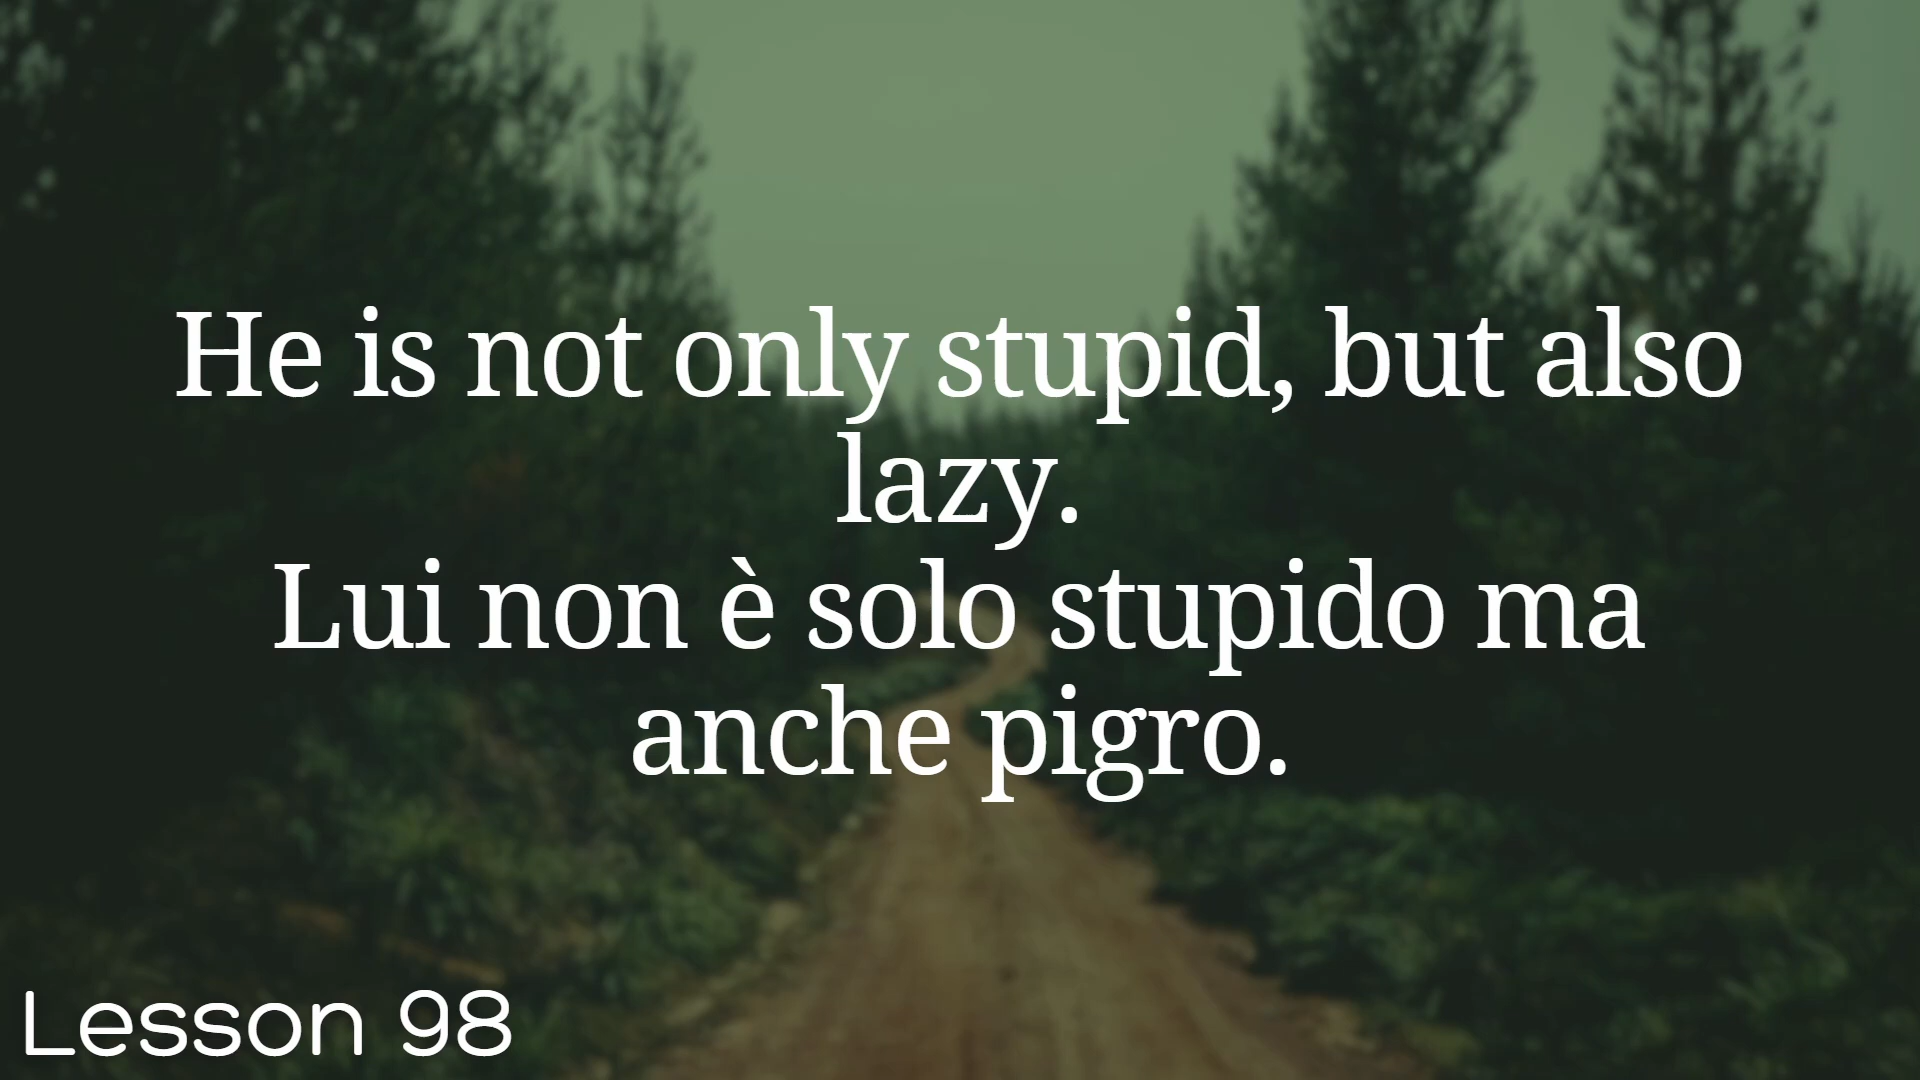 He is not only stupid, but also
lazy.
Lui non è solo stupido ma
anche pigro.
Lesson 98